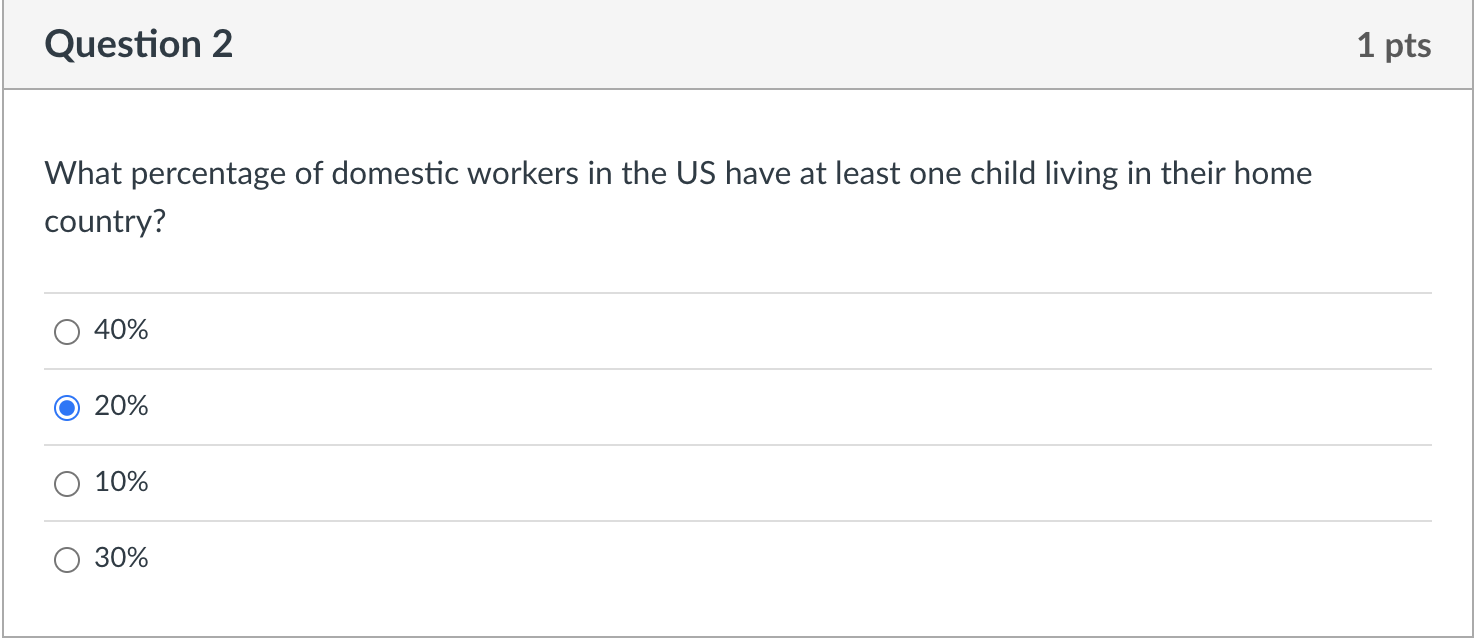 Question 2
1 pts
What percentage of domestic workers in the US have at least one child living in their home
country?
40%
20%
10%
30%